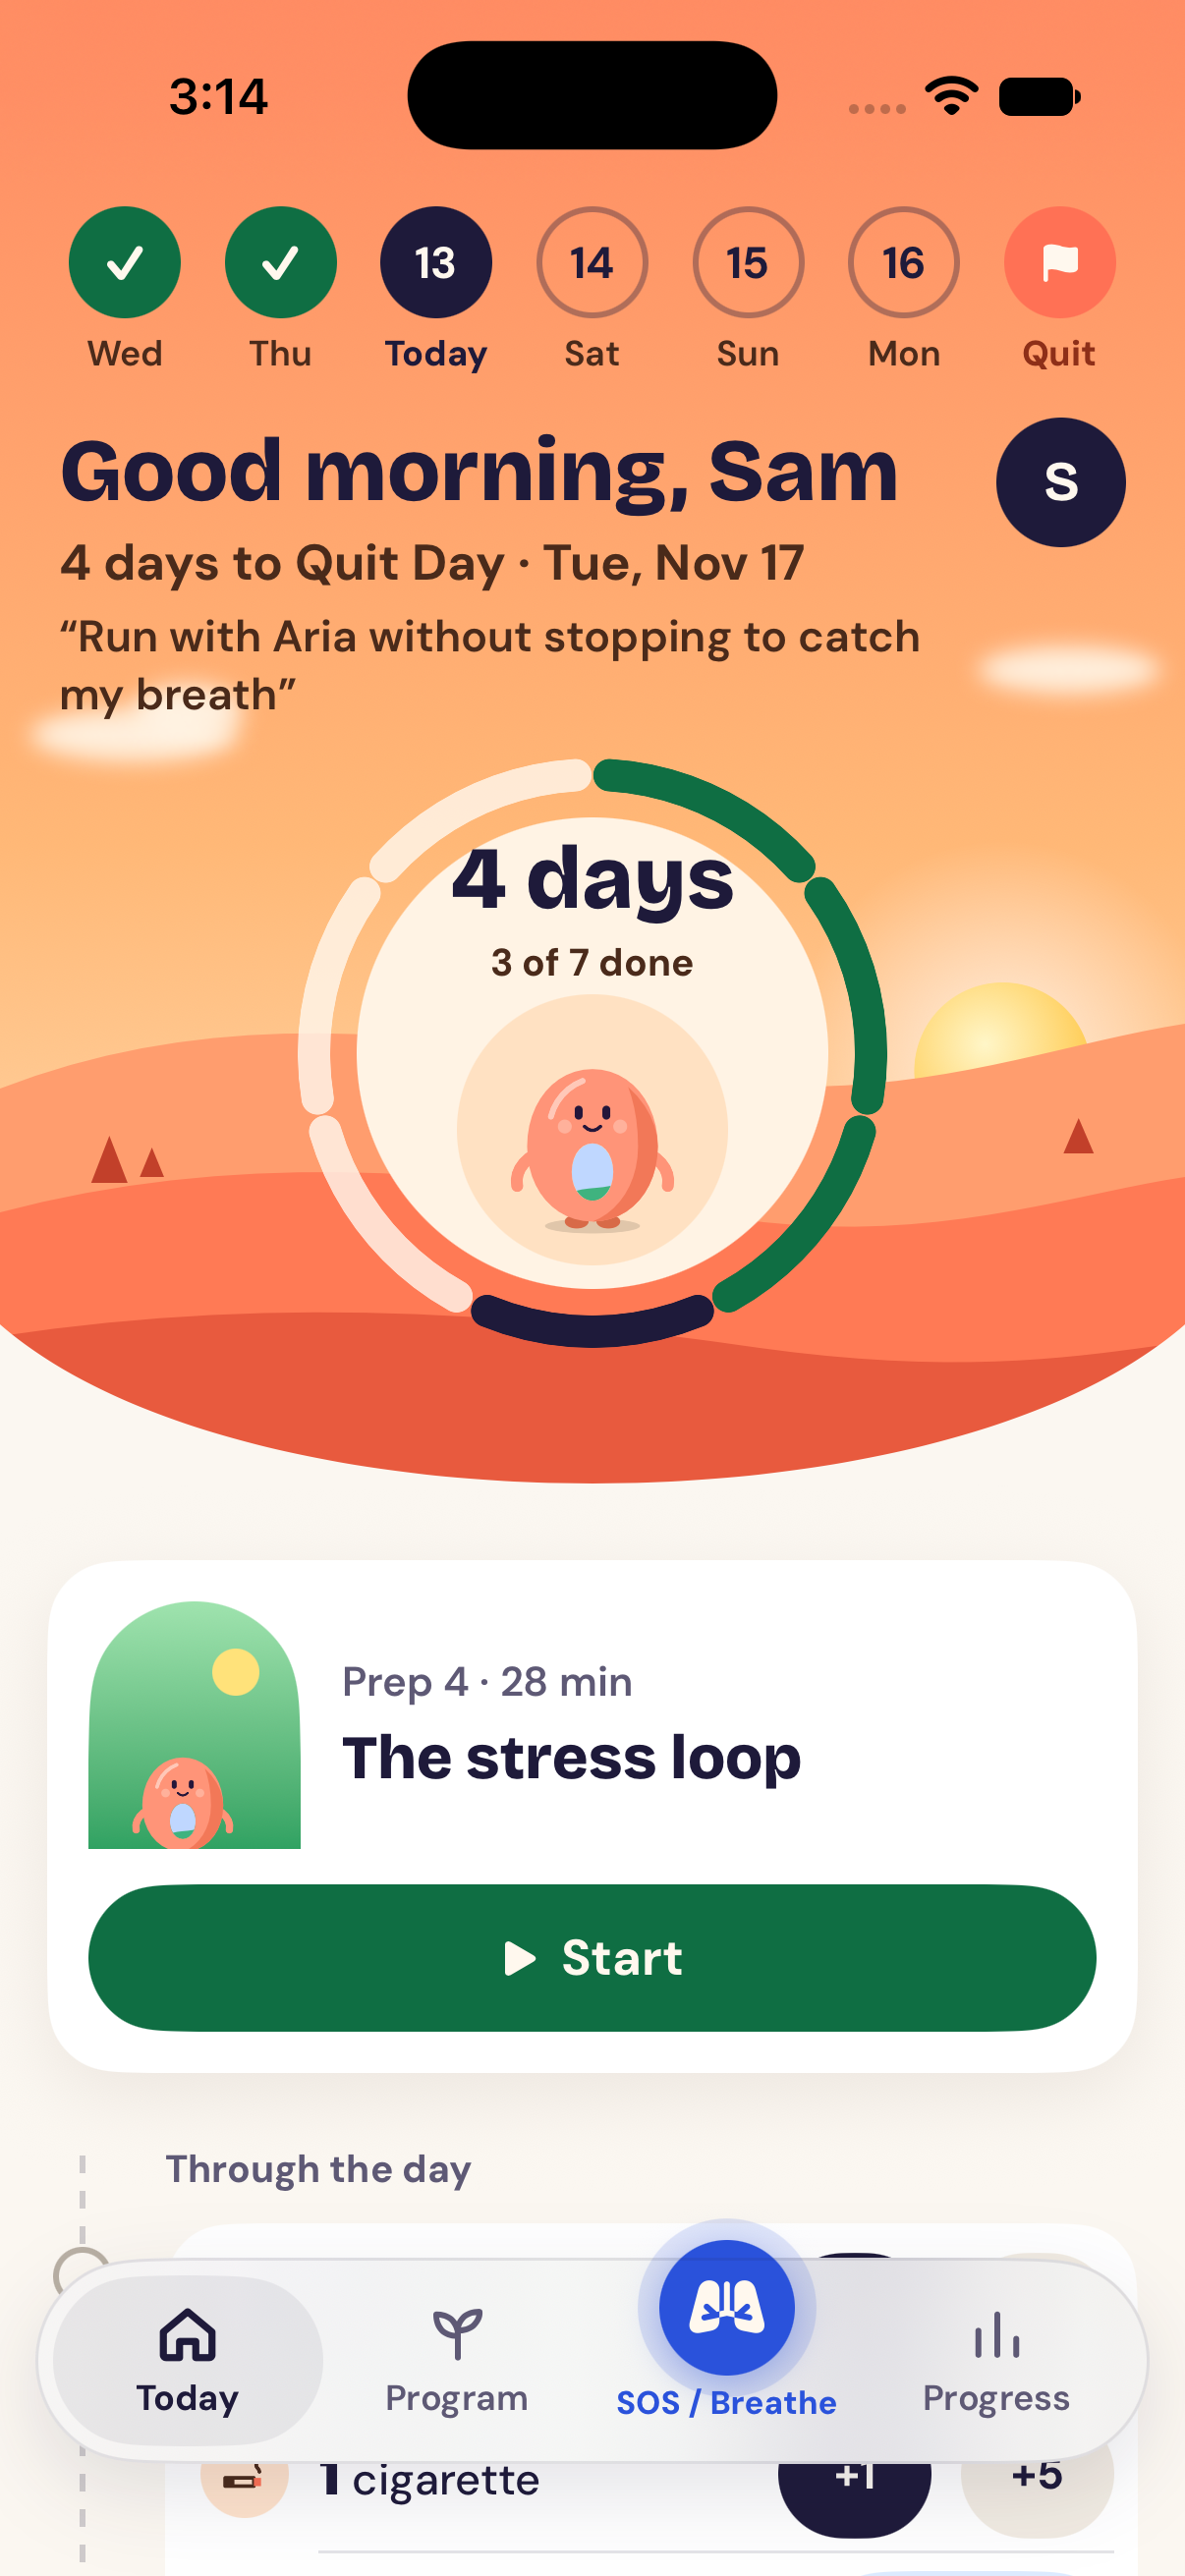 3:14
13 14 15 16
Wed Thu Today Sat Sun Mon Quit
Good morning, Sam
S
4 days to Quit Day · Tue, Nov 17
“Run with Aria without stopping to catch
my breath”
4 days
3 of 7 done
Prep 4 · 28 min
The stress loop
Start
Through the day
Today Program SOS / Breathe Progress
1 cigarette +1 +5